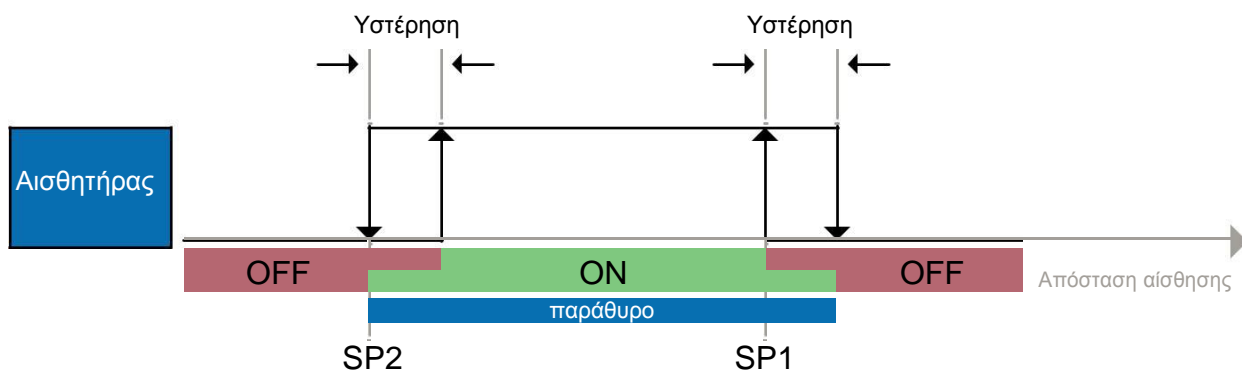 Υστέρηση
Υστέρηση
Αισθητήρας
OFF
ON
OFF
Απόσταση αίσθησης
παράθυρο
SP2
SP1